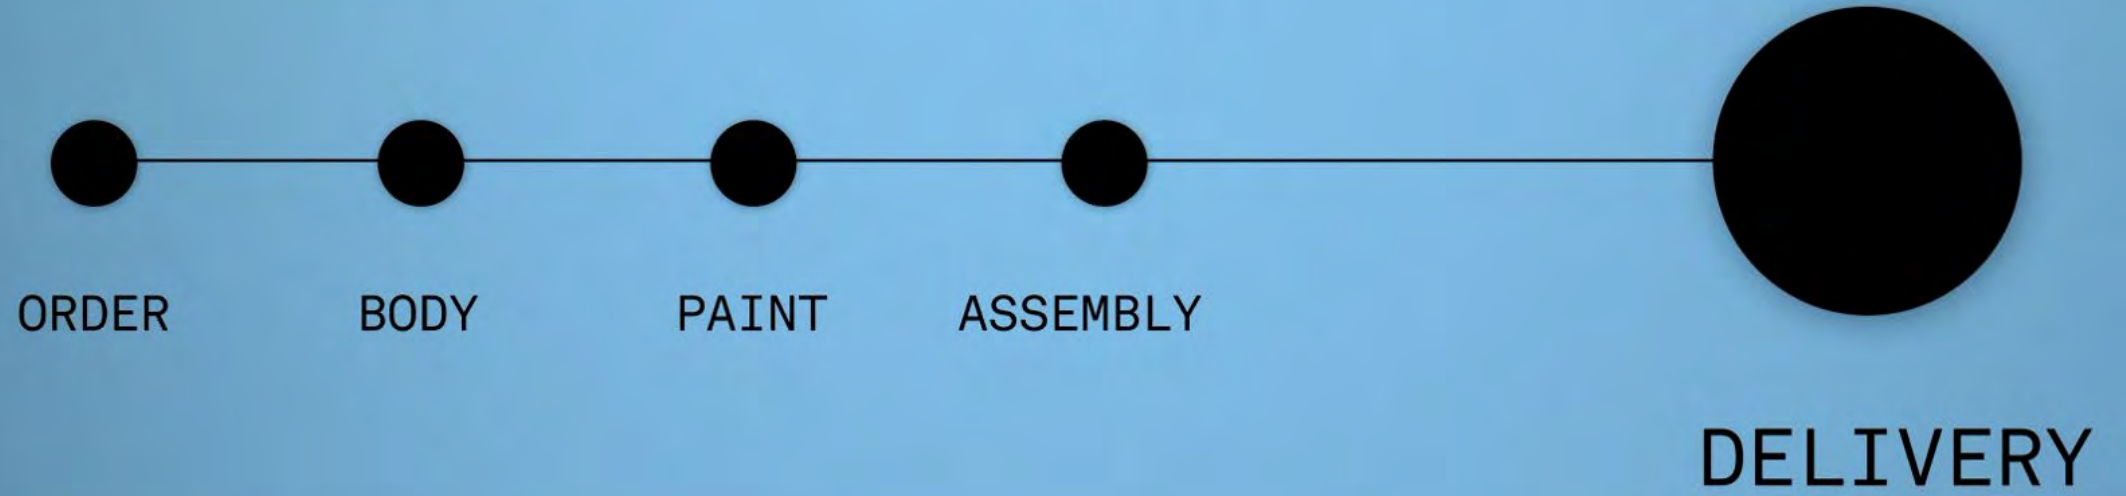 ORDER
BODY
PAINT
ASSEMBLY
DELIVERY